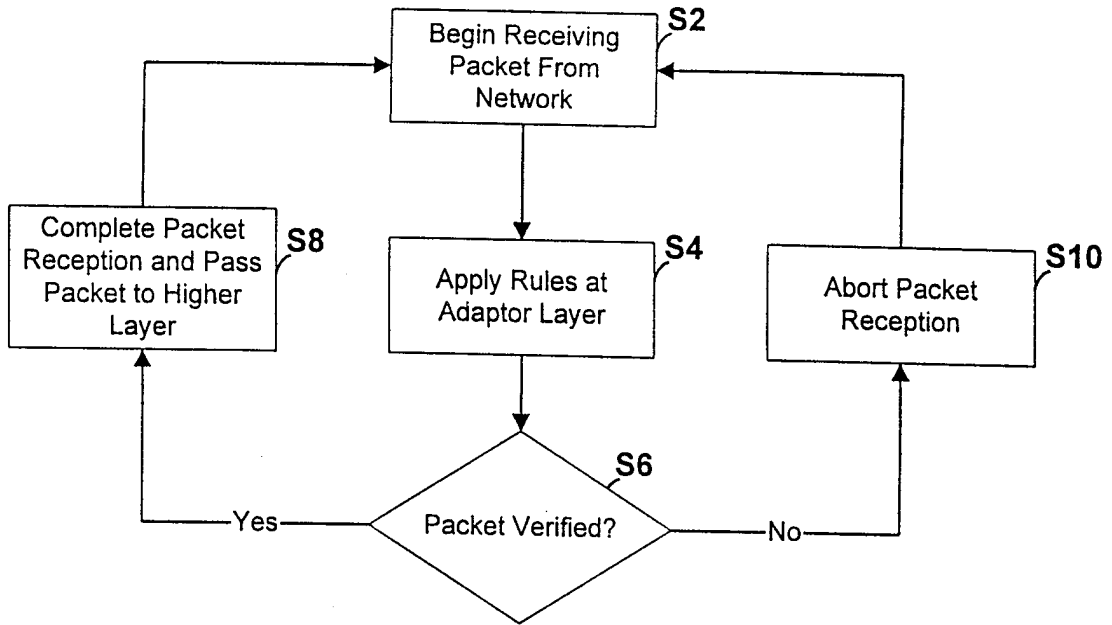 Begin Receiving
Packet From
Network
S2
Complete Packet
Reception and Pass
Packet to Higher
Layer
S8
Apply Rules at
Adaptor Layer
S4
Abort Packet
Reception
S10
Packet Verified?
S6
Yes
No